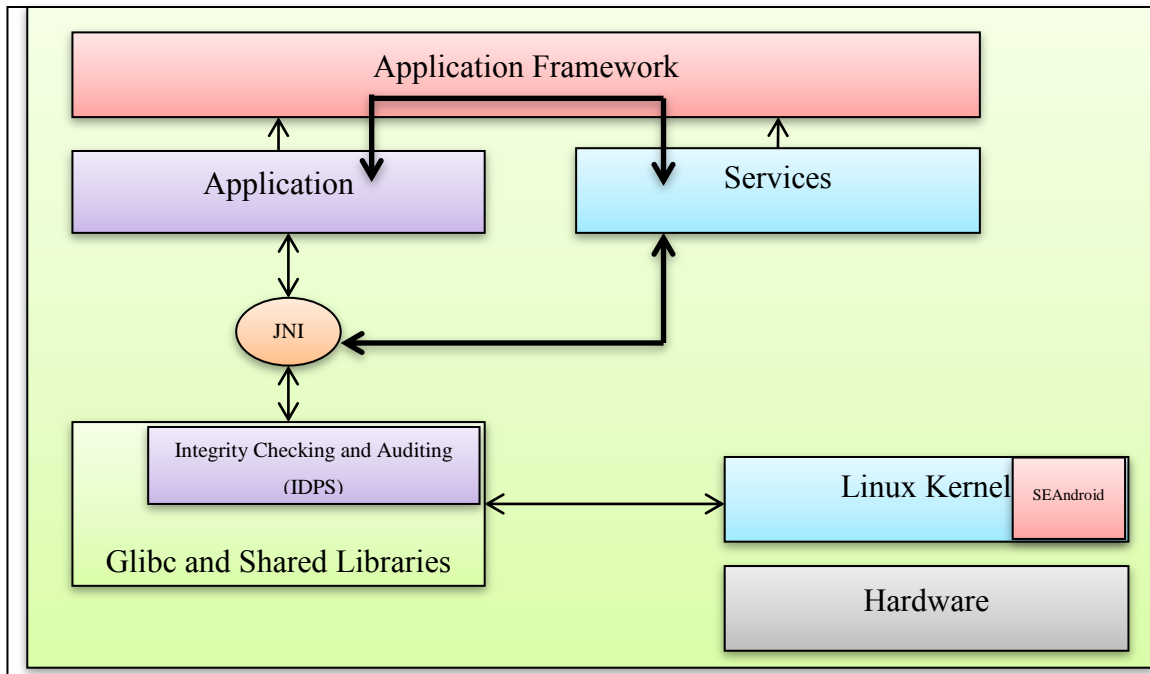 Application Framework
Application
Services
JNI
Integrity Checking and Auditing
(IDPS)
Glibc and Shared Libraries
Linux Kernel
SEAndroid
Hardware